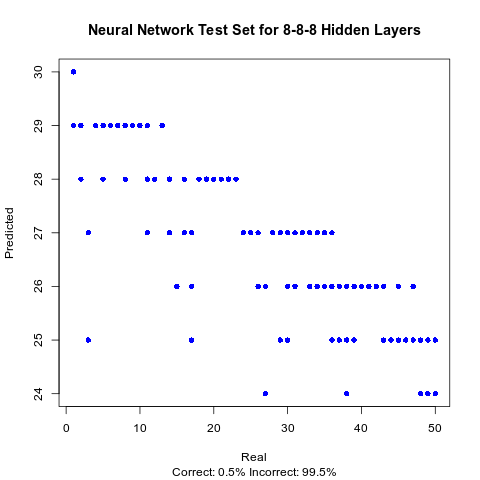 Neural Network Test Set for 8-8-8 Hidden Layers
Predicted
30
29
28
27
26
25
24
0 10 20 30 40 50
Real
Correct: 0.5% Incorrect: 99.5%